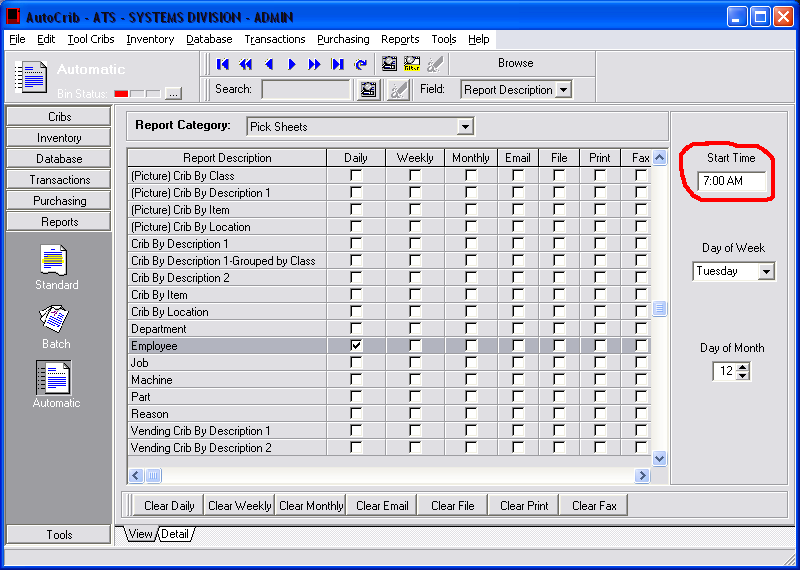 AutoCrib - ATS - SYSTEMS DIVISION - ADMIN
File Edit Tool Cribs Inventory Database Transactions Purchasing Reports Tools Help
Automatic
Bin Status: ...
Filter
Browse
Search: Field: Report Description
Cribs
Inventory
Database
Transactions
Purchasing
Reports
Standard
Batch
Automatic
Tools
Report Category: Pick Sheets
Report Description Daily Weekly Monthly Email File Print Fax
(Picture) Crib By Class
(Picture) Crib By Description 1
(Picture) Crib By Item
(Picture) Crib By Location
Crib By Description 1
Crib By Description 1-Grouped by Class
Crib By Description 2
Crib By Item
Crib By Location
Department
Employee
Job
Machine
Part
Reason
Vending Crib By Description 1
Vending Crib By Description 2
Start Time
7:00 AM
Day of Week
Tuesday
Day of Month
12
Clear Daily Clear Weekly Clear Monthly Clear Email Clear File Clear Print Clear Fax
View Detail